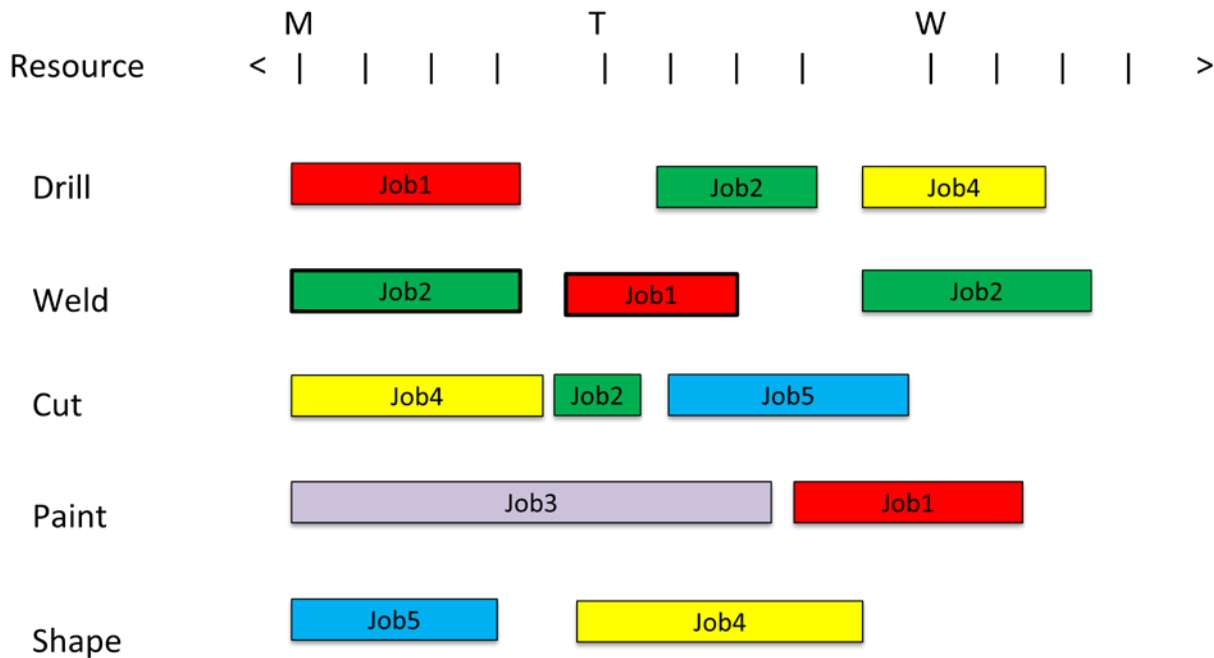 M T W
Resource < | | | | | | | | | | | | >
Drill Job1 Job2 Job4
Weld Job2 Job1 Job2
Cut Job4 Job2 Job5
Paint Job3 Job1
Shape Job5 Job4